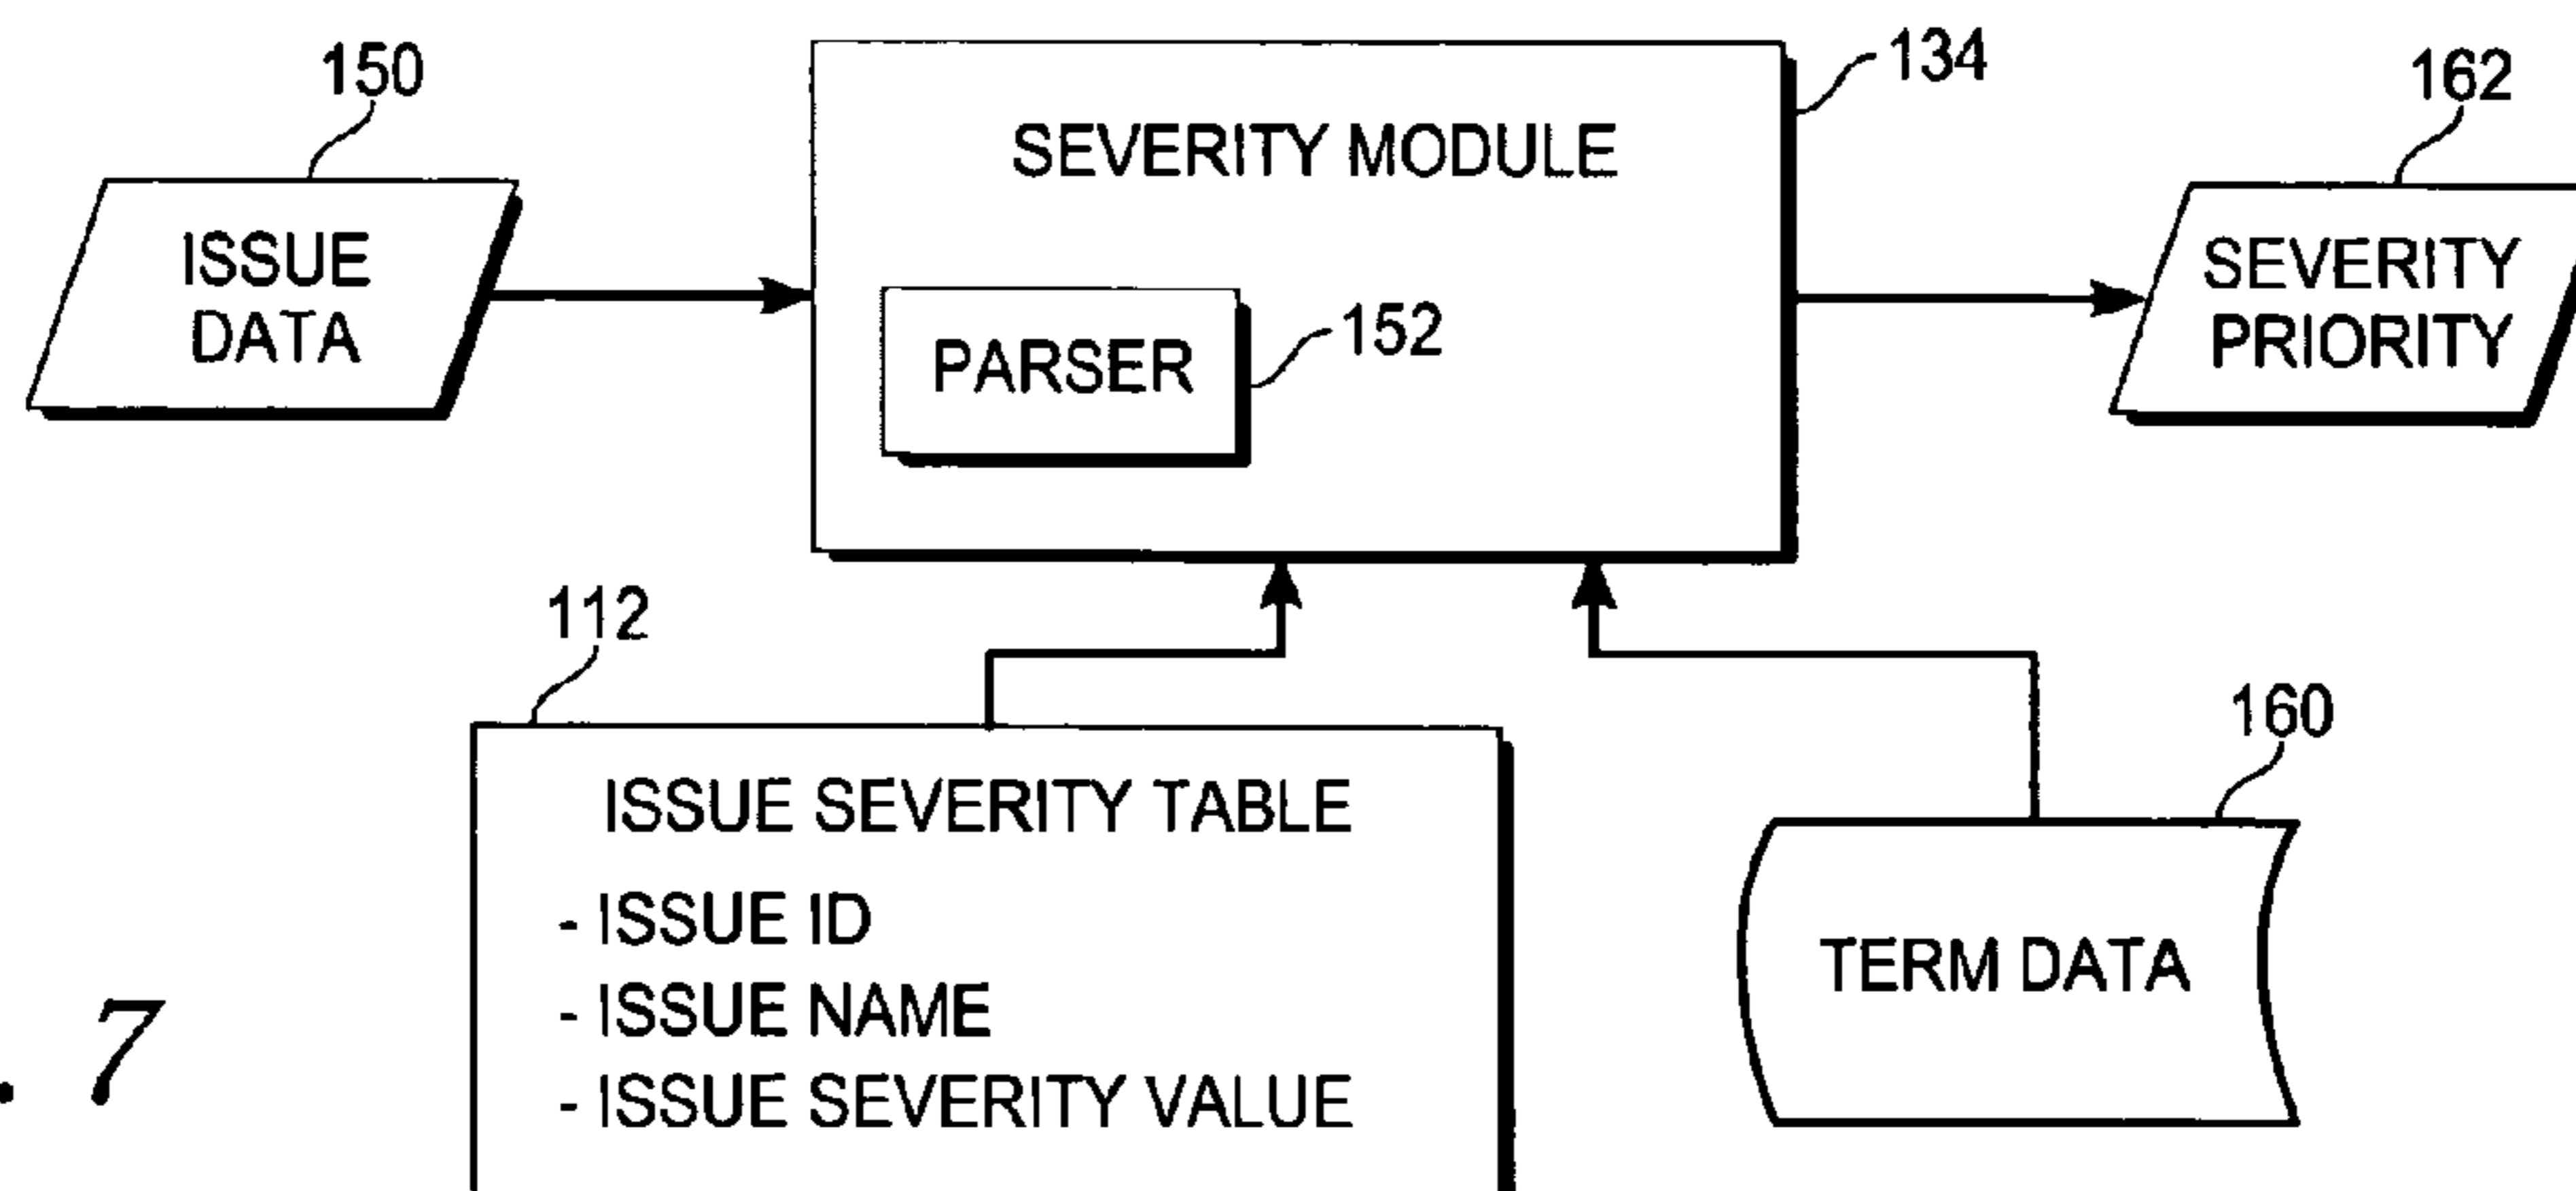 150
134
162
SEVERITY MODULE
ISSUE
DATA
SEVERITY
PRIORITY
PARSER
152
112
160
ISSUE SEVERITY TABLE
- ISSUE ID
- ISSUE NAME
- ISSUE SEVERITY VALUE
TERM DATA
. 7